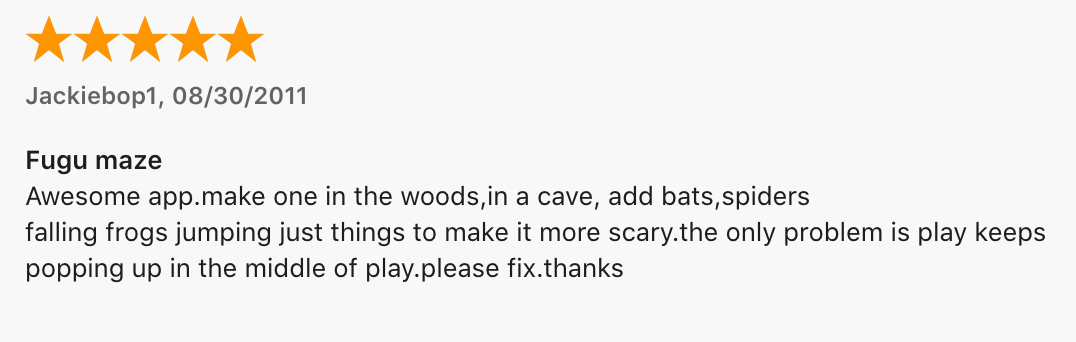 Jackiebop1, 08/30/2011
Fugu maze
Awesome app.make one in the woods,in a cave, add bats,spiders
falling frogs jumping just things to make it more scary.the only problem is play keeps
popping up in the middle of play.please fix.thanks